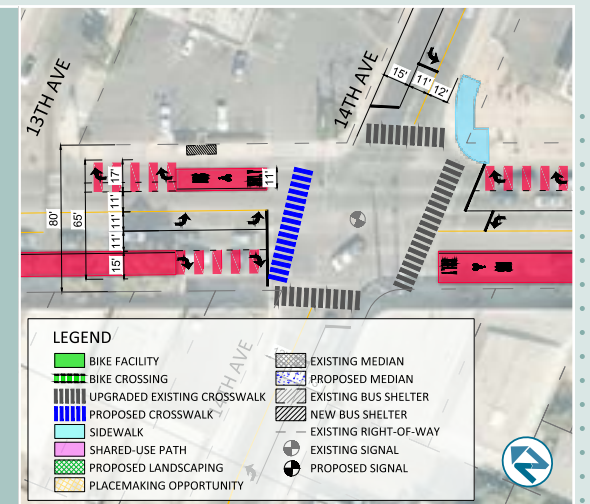 13TH AVE
14TH AVE
15'
11'
12'
17'
11'
11'
11'
15'
65'
80'
11'
AVE
LEGEND
BIKE FACILITY
BIKE CROSSING
UPGRADED EXISTING CROSSWALK
PROPOSED CROSSWALK
SIDEWALK
SHARED-USE PATH
PROPOSED LANDSCAPING
PLACEMAKING OPPORTUNITY
EXISTING MEDIAN
PROPOSED MEDIAN
EXISTING BUS SHELTER
NEW BUS SHELTER
EXISTING RIGHT-OF-WAY
EXISTING SIGNAL
PROPOSED SIGNAL